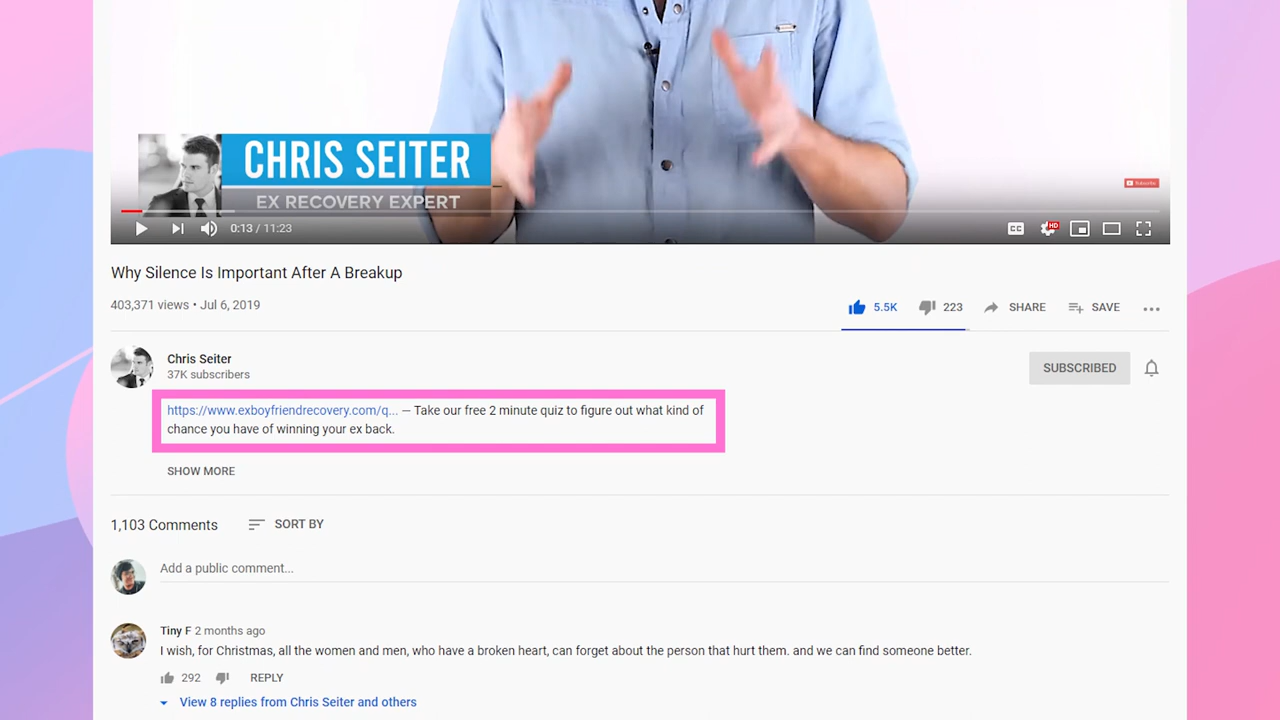 CHRIS SEITER
EX RECOVERY EXPERT
Subscribe
0:13 / 11:23
CC
HD
Why Silence Is Important After A Breakup
403,371 views • Jul 6, 2019
5.5K
223
SHARE
SAVE
Chris Seiter
37K subscribers
SUBSCRIBED
https://www.exboyfriendrecovery.com/q... — Take our free 2 minute quiz to figure out what kind of
chance you have of winning your ex back.
SHOW MORE
1,103 Comments
SORT BY
Add a public comment...
Tiny F 2 months ago
I wish, for Christmas, all the women and men, who have a broken heart, can forget about the person that hurt them. and we can find someone better.
292
REPLY
View 8 replies from Chris Seiter and others